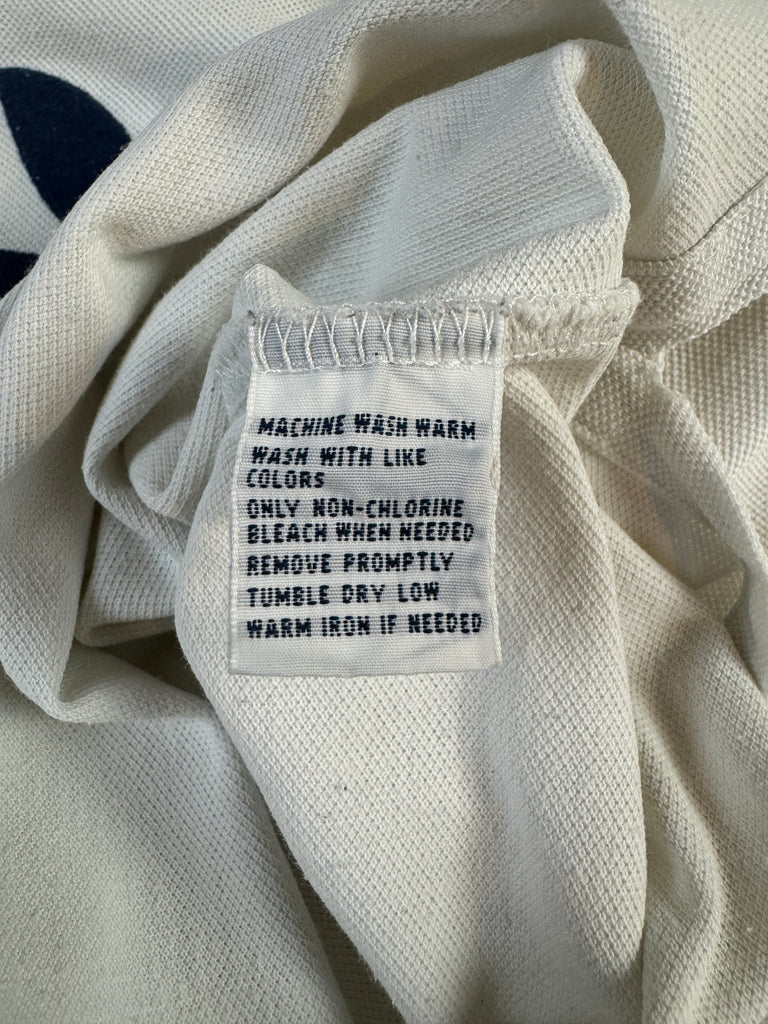 MACHINE WASH WARM
WASH WITH LIKE
COLORS
ONLY NON-CHLORINE
BLEACH WHEN NEEDED
REMOVE PROMPTLY
TUMBLE DRY LOW
WARM IRON IF NEEDED